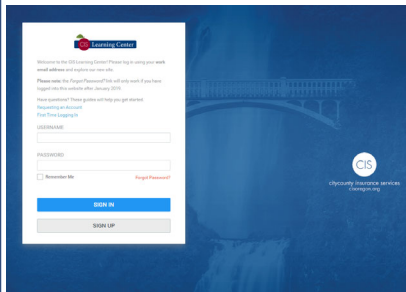 CIS Learning Center
Welcome to the CIS Learning Center! Please log in using your work
email address and explore our new site.
Please note: the Forgot Password? link will only work if you have
logged into this website after January 2019.
Have questions? These guides will help you get started.
Requesting an Account
First Time Logging In
USERNAME
PASSWORD
Remember Me
Forgot Password?
SIGN IN
SIGN UP
CIS
citycounty insurance services
cisoregon.org